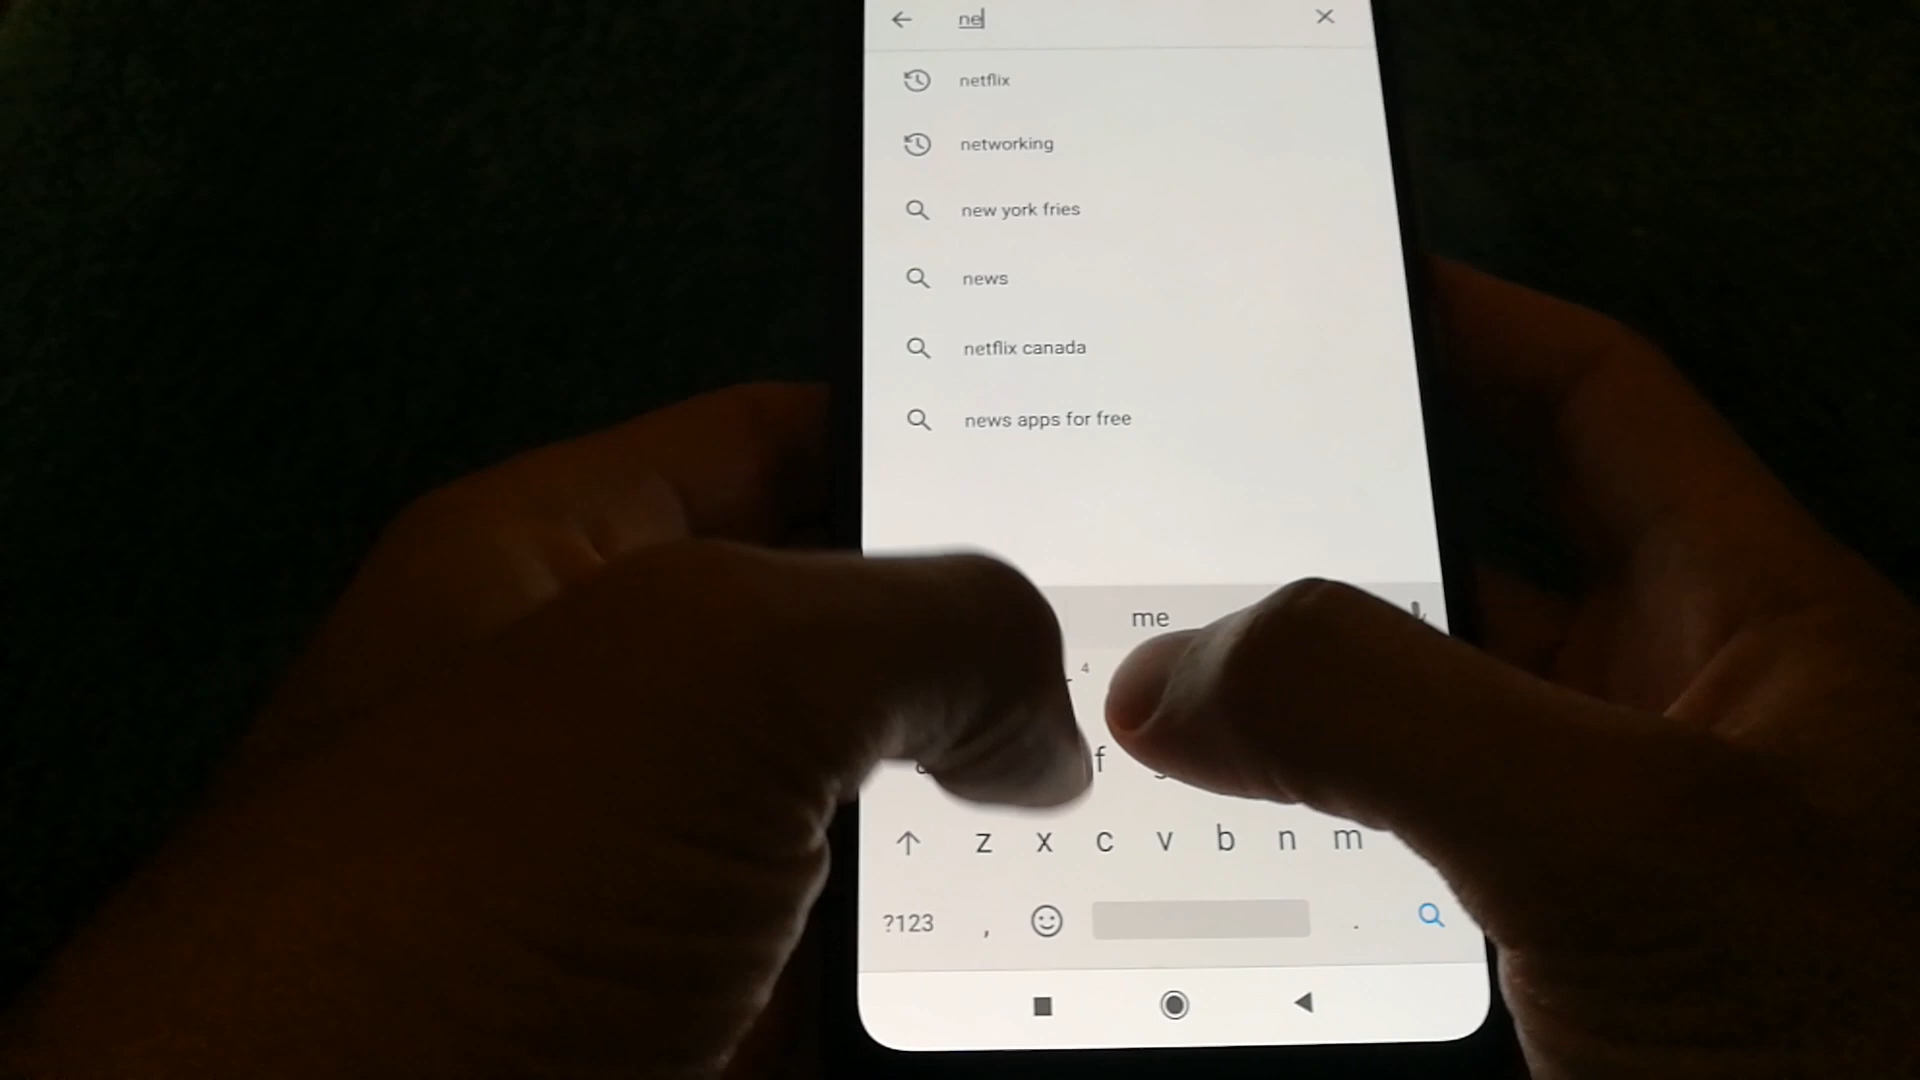 ne
netflix
networking
new york fries
news
netflix canada
news apps for free
me
4
f
z x c v b n m
?123 , .